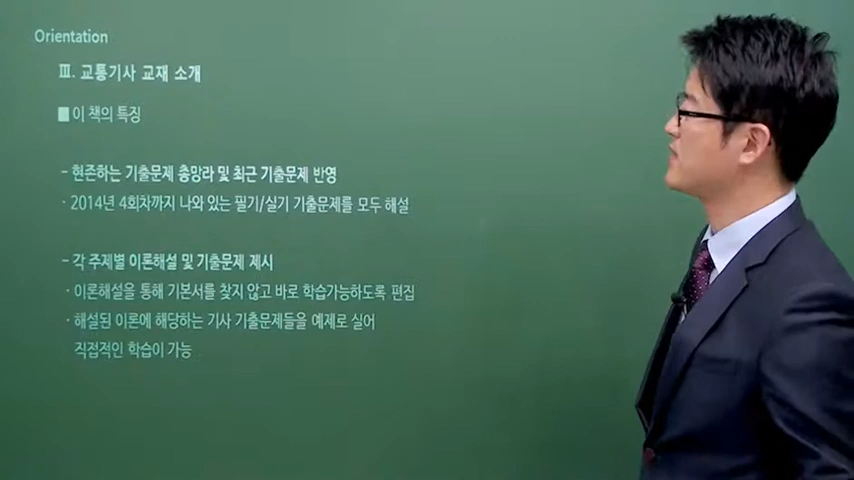 Orientation
Ⅲ. 교통기사 교재 소개
■ 이 책의 특징
- 현존하는 기출문제 총망라 및 최근 기출문제 반영
· 2014년 4회차까지 나와 있는 필기/실기 기출문제를 모두 해설
- 각 주제별 이론해설 및 기출문제 제시
· 이론해설을 통해 기본서를 찾지 않고 바로 학습가능하도록 편집
· 해설된 이론에 해당하는 기사 기출문제들을 예제로 실어
직접적인 학습이 가능